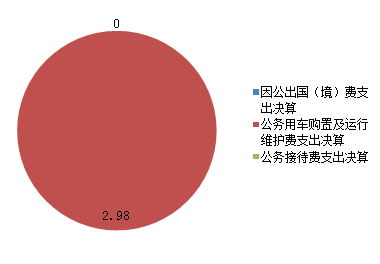 0
2.98
因公出国（境）费支
出决算
公务用车购置及运行
维护费支出决算
公务接待费支出决算